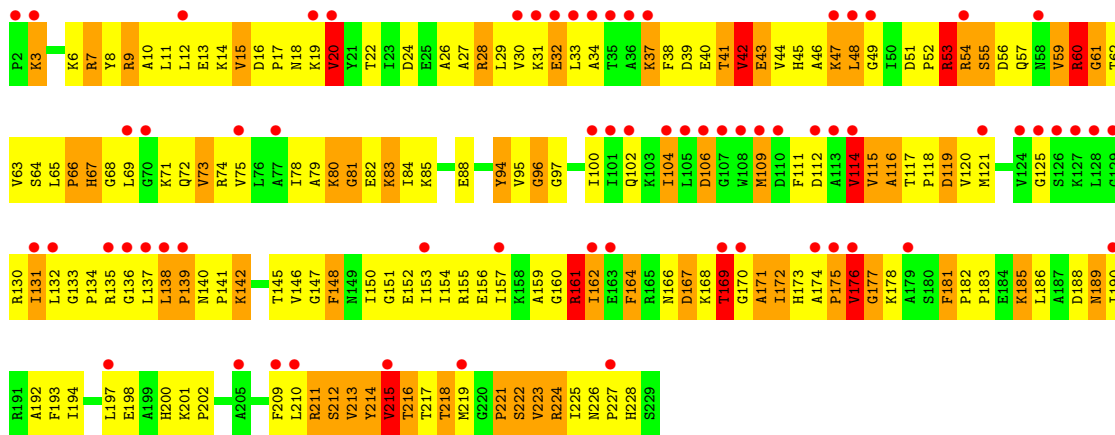 P2 K3 K6 R7 Y8 R9 A10 L11 L12 E13 K14 V15 D16 P17 N18 K19 V20 Y21 T22 I23 D24 E25 A26 A27 R28 L29 V30 K31 E32 L33 A34 T35 A36 K37 F38 D39 E40 T41 V42 E43 V44 H45 A46 K47 L48 G49 I50 D51 P52 R53 R54 S55 D56 Q57 N58 V59 R60 G61 T62
V63 S64 L65 P66 H67 G68 L69 G70 K71 Q72 V73 R74 V75 L76 A77 I78 A79 K80 G81 E82 K83 I84 K85 E88 Y94 V95 G96 G97 I100 I101 Q102 K103 I104 L105 D106 G107 W108 M109 D110 F111 D112 A113 V114 V115 A116 T117 P118 D119 V120 M121 V124 G125 S126 K127 L128 G129
R130 I131 L132 G133 P134 R135 G136 L137 L138 P139 N140 P141 K142 T145 V146 G147 F148 N149 I150 G151 E152 I153 I154 R155 E156 I157 K158 A159 G160 R161 I162 E163 F164 R165 N166 D167 K168 T169 G170 A171 I172 H173 A174 P175 V176 G177 K178 A179 S180 F181 P182 P183 E184 K185 L186 A187 D188 N189 I190
R191 A192 F193 I194 L197 E198 A199 H200 K201 P202 A205 F209 L210 R211 S212 V213 Y214 V215 T216 T217 T218 M219 G220 P221 S222 V223 R224 I225 N226 P227 H228 S229